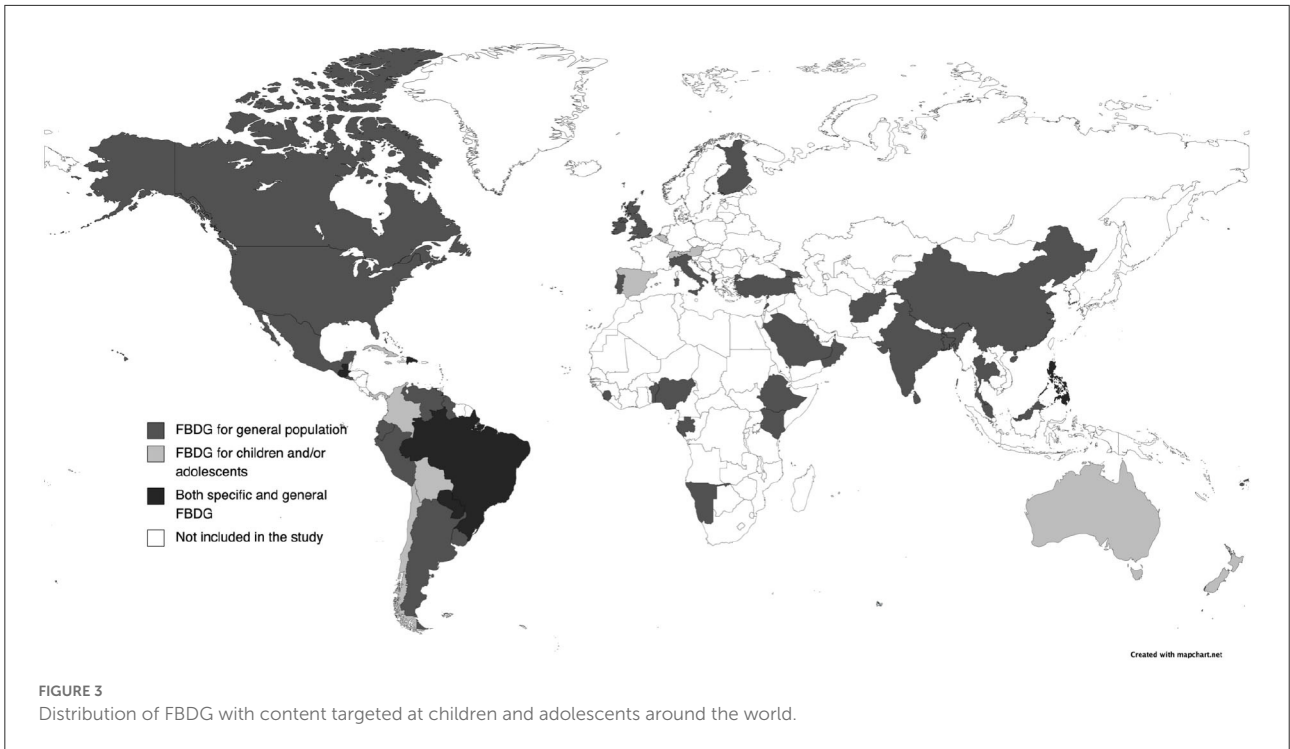 FBDG for general population
FBDG for children and/or
adolescents
Both specific and general
FBDG
Not included in the study
Created with mapchart.net
FIGURE 3
Distribution of FBDG with content targeted at children and adolescents around the world.